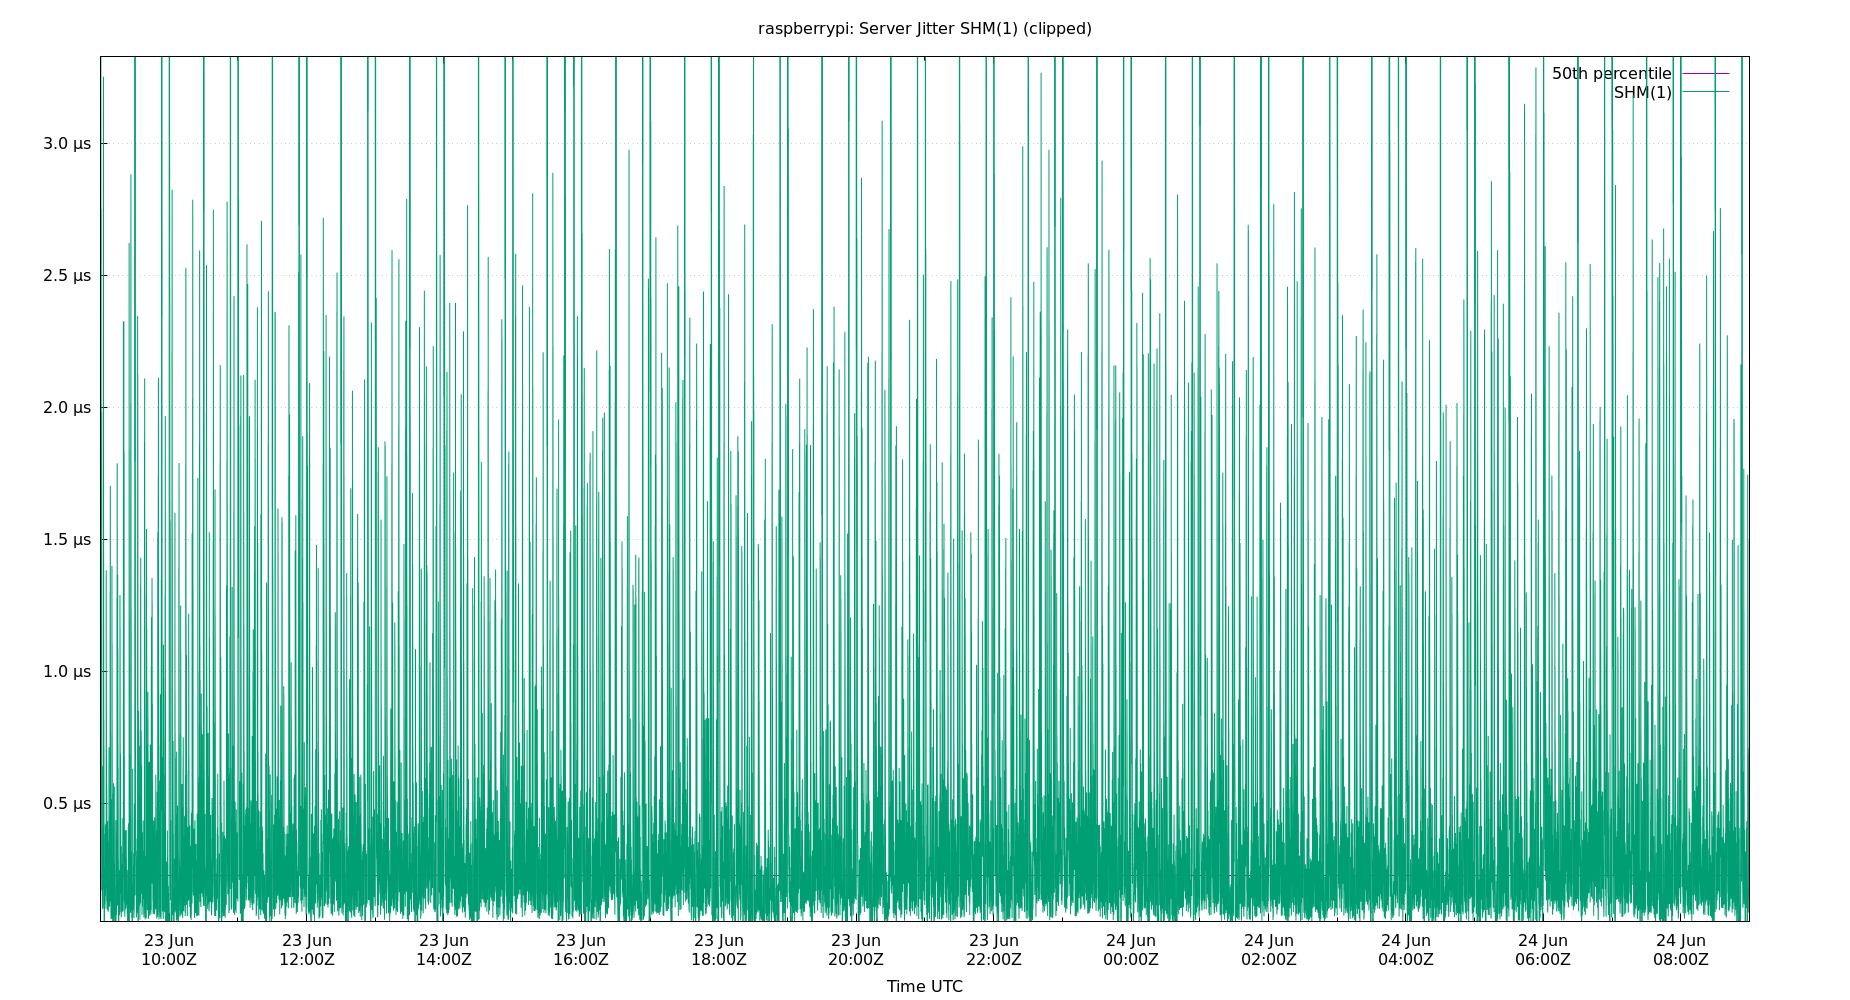 raspberrypi: Server Jitter SHM(1) (clipped)
50th percentile
SHM(1)
3.0 µs
2.5 µs
2.0 µs
1.5 µs
1.0 µs
0.5 µs
23 Jun 23 Jun 23 Jun 23 Jun 23 Jun 23 Jun 23 Jun 24 Jun 24 Jun 24 Jun 24 Jun 24 Jun
10:00Z 12:00Z 14:00Z 16:00Z 18:00Z 20:00Z 22:00Z 00:00Z 02:00Z 04:00Z 06:00Z 08:00Z
Time UTC